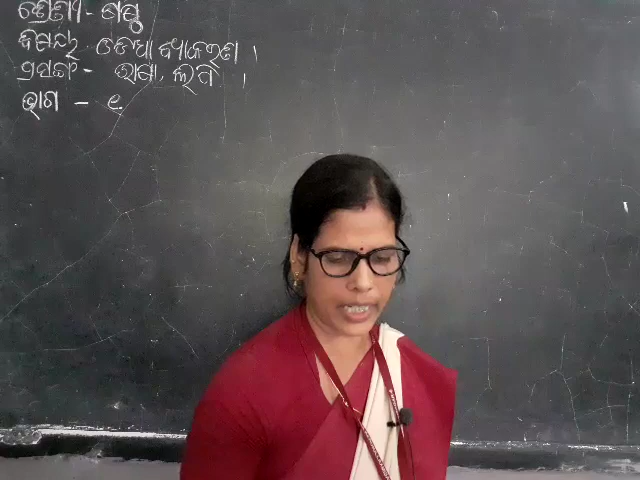 ଶ୍ରେଣୀ - ଷଷ୍ଠ
ବିଷୟ - ଓଡିଆ ବ୍ୟାକରଣ ।
ପ୍ରସଙ୍ଗ - ଭାଷା, ଲିପି ।
ଭାଗ - ୧